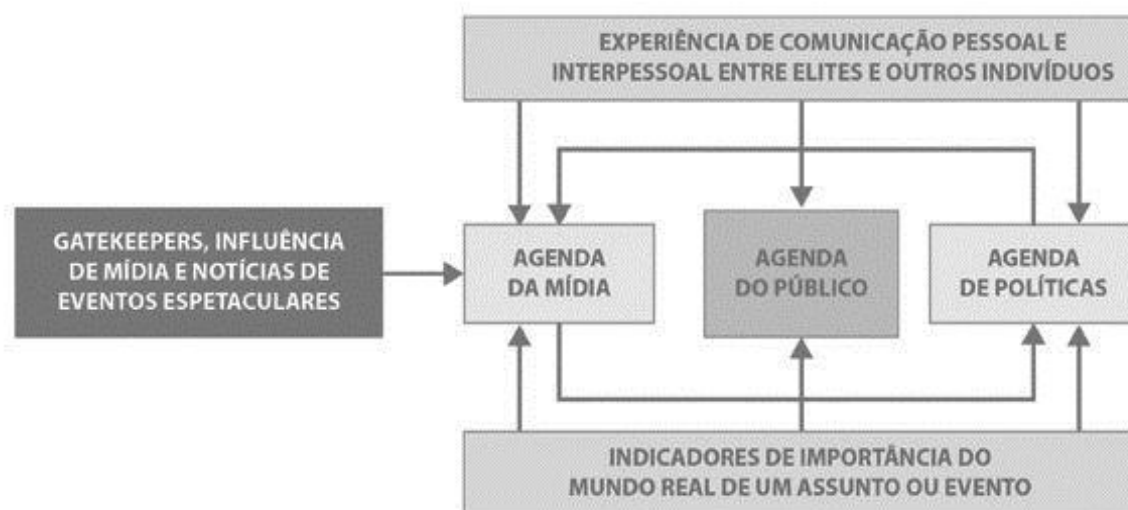 EXPERIÊNCIA DE COMUNICAÇÃO PESSOAL E
INTERPESSOAL ENTRE ELITES E OUTROS INDIVÍDUOS
GATEKEEPERS, INFLUÊNCIA
DE MÍDIA E NOTÍCIAS DE
EVENTOS ESPETACULARES
AGENDA
DA MÍDIA
AGENDA
DO PÚBLICO
AGENDA
DE POLÍTICAS
INDICADORES DE IMPORTÂNCIA DO
MUNDO REAL DE UM ASSUNTO OU EVENTO